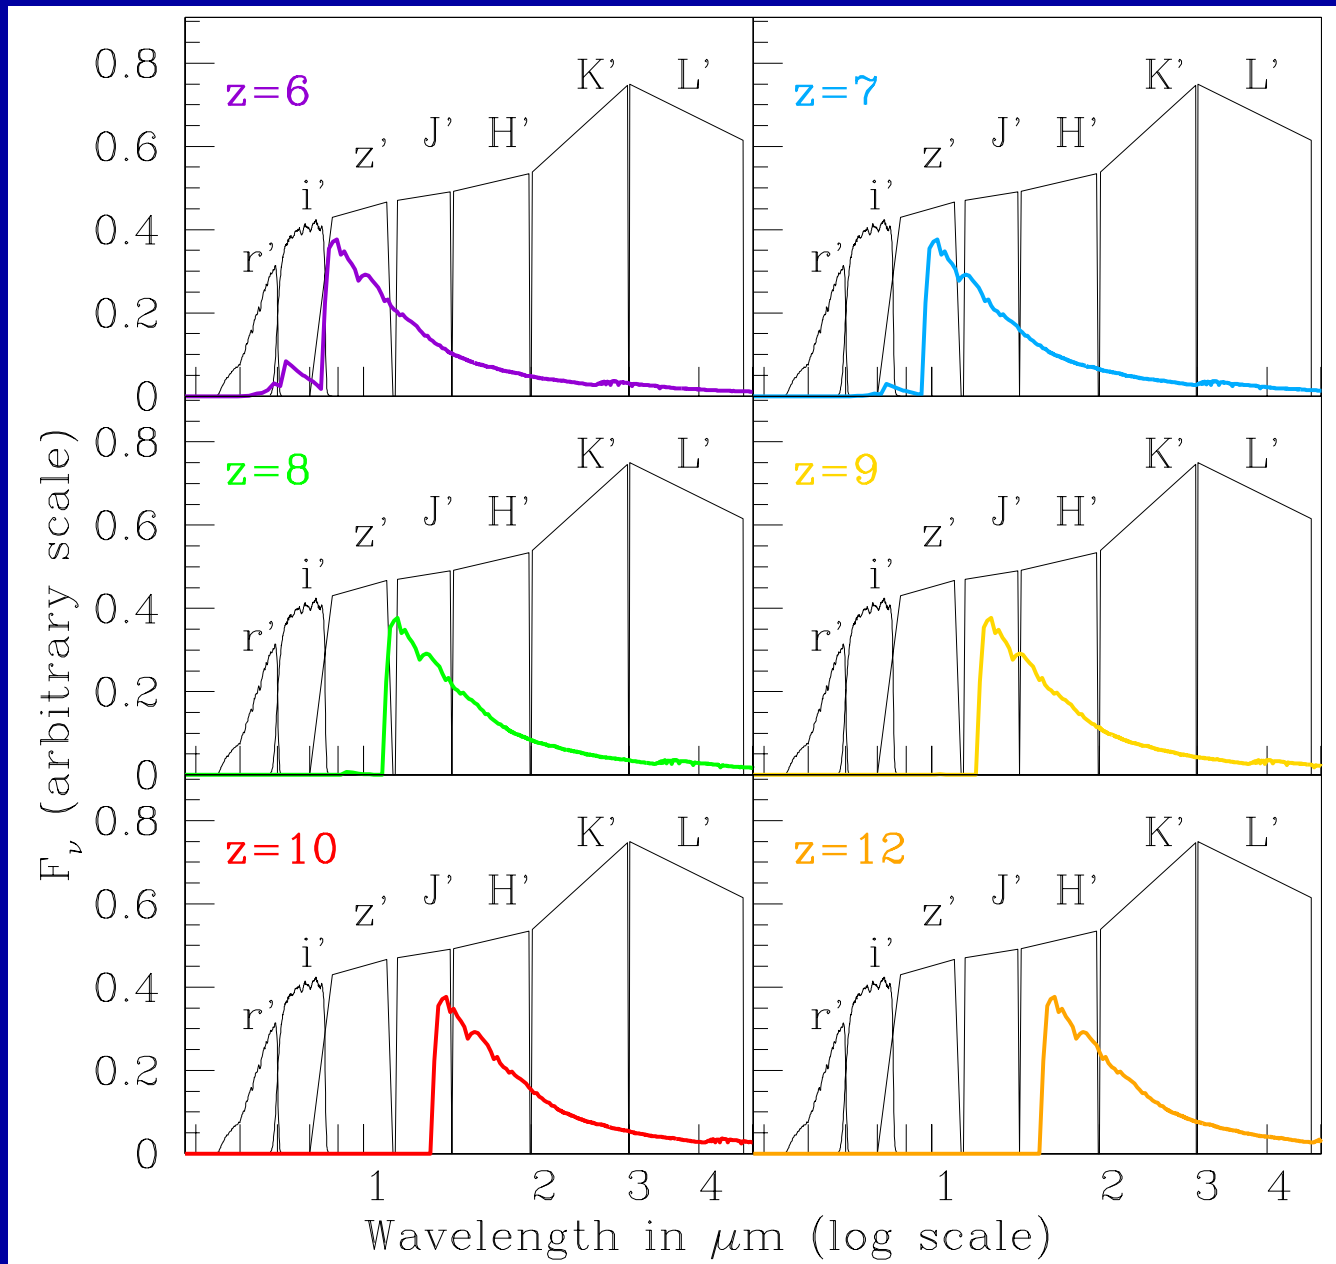 F_ν (arbitrary scale)
0.8
0.6
0.4
0.2
0
z=6
r'
i'
z'
J'
H'
K'
L'
z=7
r'
i'
z'
J'
H'
K'
L'
0.8
0.6
0.4
0.2
0
z=8
r'
i'
z'
J'
H'
K'
L'
z=9
r'
i'
z'
J'
H'
K'
L'
0.8
0.6
0.4
0.2
0
z=10
r'
i'
z'
J'
H'
K'
L'
z=12
r'
i'
z'
J'
H'
K'
L'
1 2 3 4
1 2 3 4
Wavelength in μm (log scale)